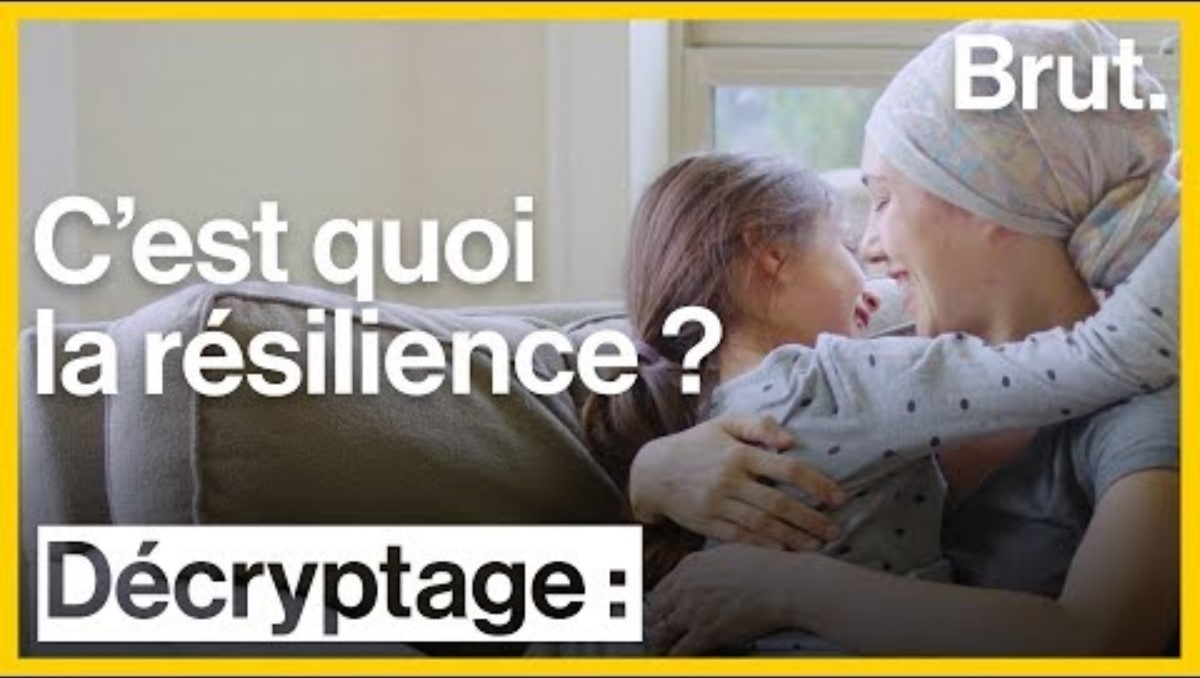 Brut.
C’est quoi
la résilience ?
Décryptage :